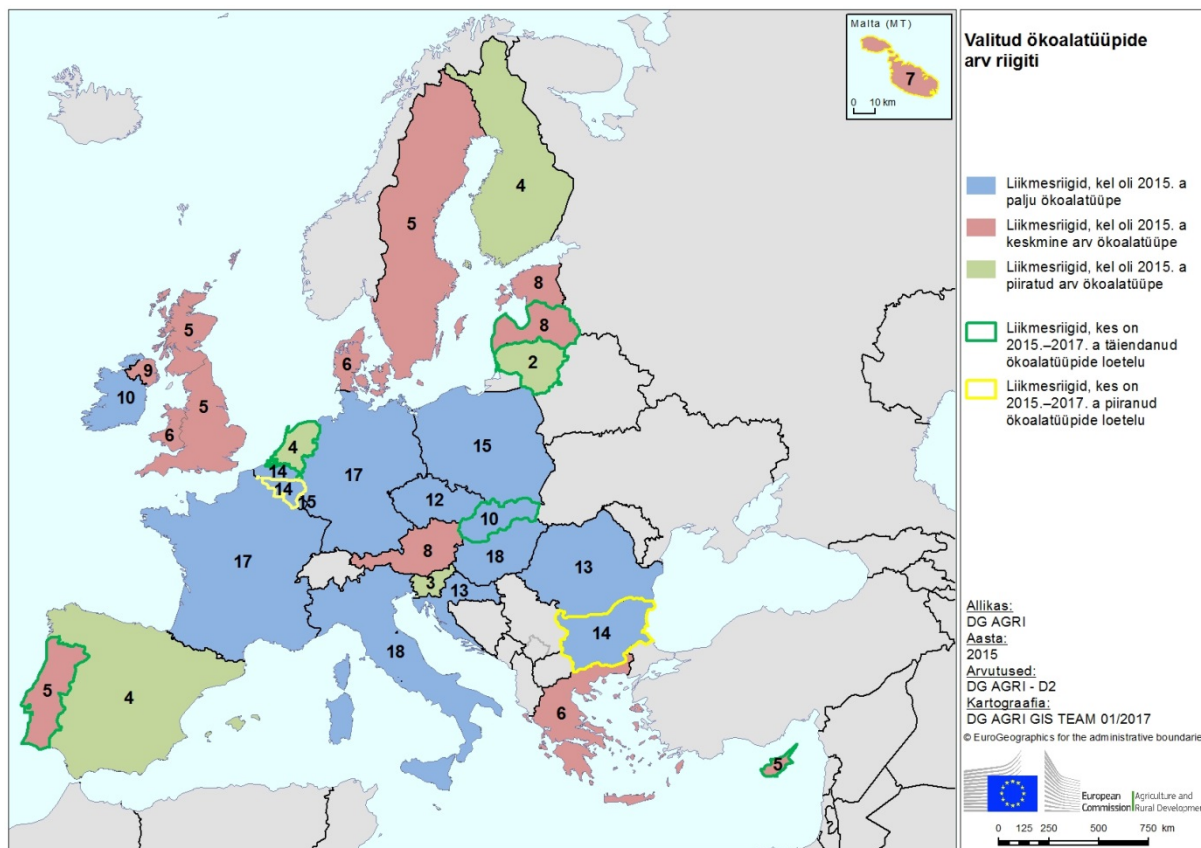 Malta (MT)
7
0 10 km
Valitud ökoalatüüpide
arv riigiti
Liikmesriigid, kel oli 2015. a
palju ökoalatüüpe
Liikmesriigid, kel oli 2015. a
keskmine arv ökoalatüüpe
Liikmesriigid, kel oli 2015. a
piiratud arv ökoalatüüpe
Liikmesriigid, kes on
2015.–2017. a täiendanud
ökoalatüüpide loetelu
Liikmesriigid, kes on
2015.–2017. a piiranud
ökoalatüüpide loetelu
4
5
8
8
2
5
6
9
10
5
6
4
14
14
15
17
15
12
10
17
8
18
3
13
13
18
14
5
4
6
5
Allikas:
DG AGRI
Aasta:
2015
Arvutused:
DG AGRI - D2
Kartograafia:
DG AGRI GIS TEAM 01/2017
© EuroGeographics for the administrative boundarie
European
Commission
Agriculture and
Rural Developmen
0 125 250 500 750 km